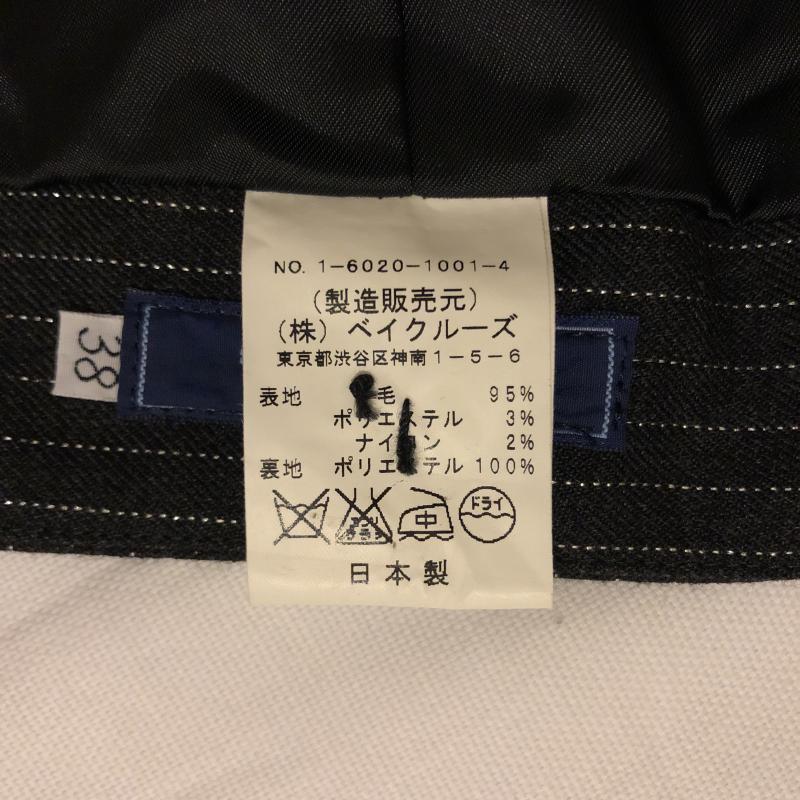 NO. 1-6020-1001-4
(製造販売元)
(株) ベイクルーズ
東京都渋谷区神南1-5-6
38
表地 毛 95%
ポリエステル 3%
ナイロン 2%
裏地 ポリエステル 100%
中
ドライ
日本製